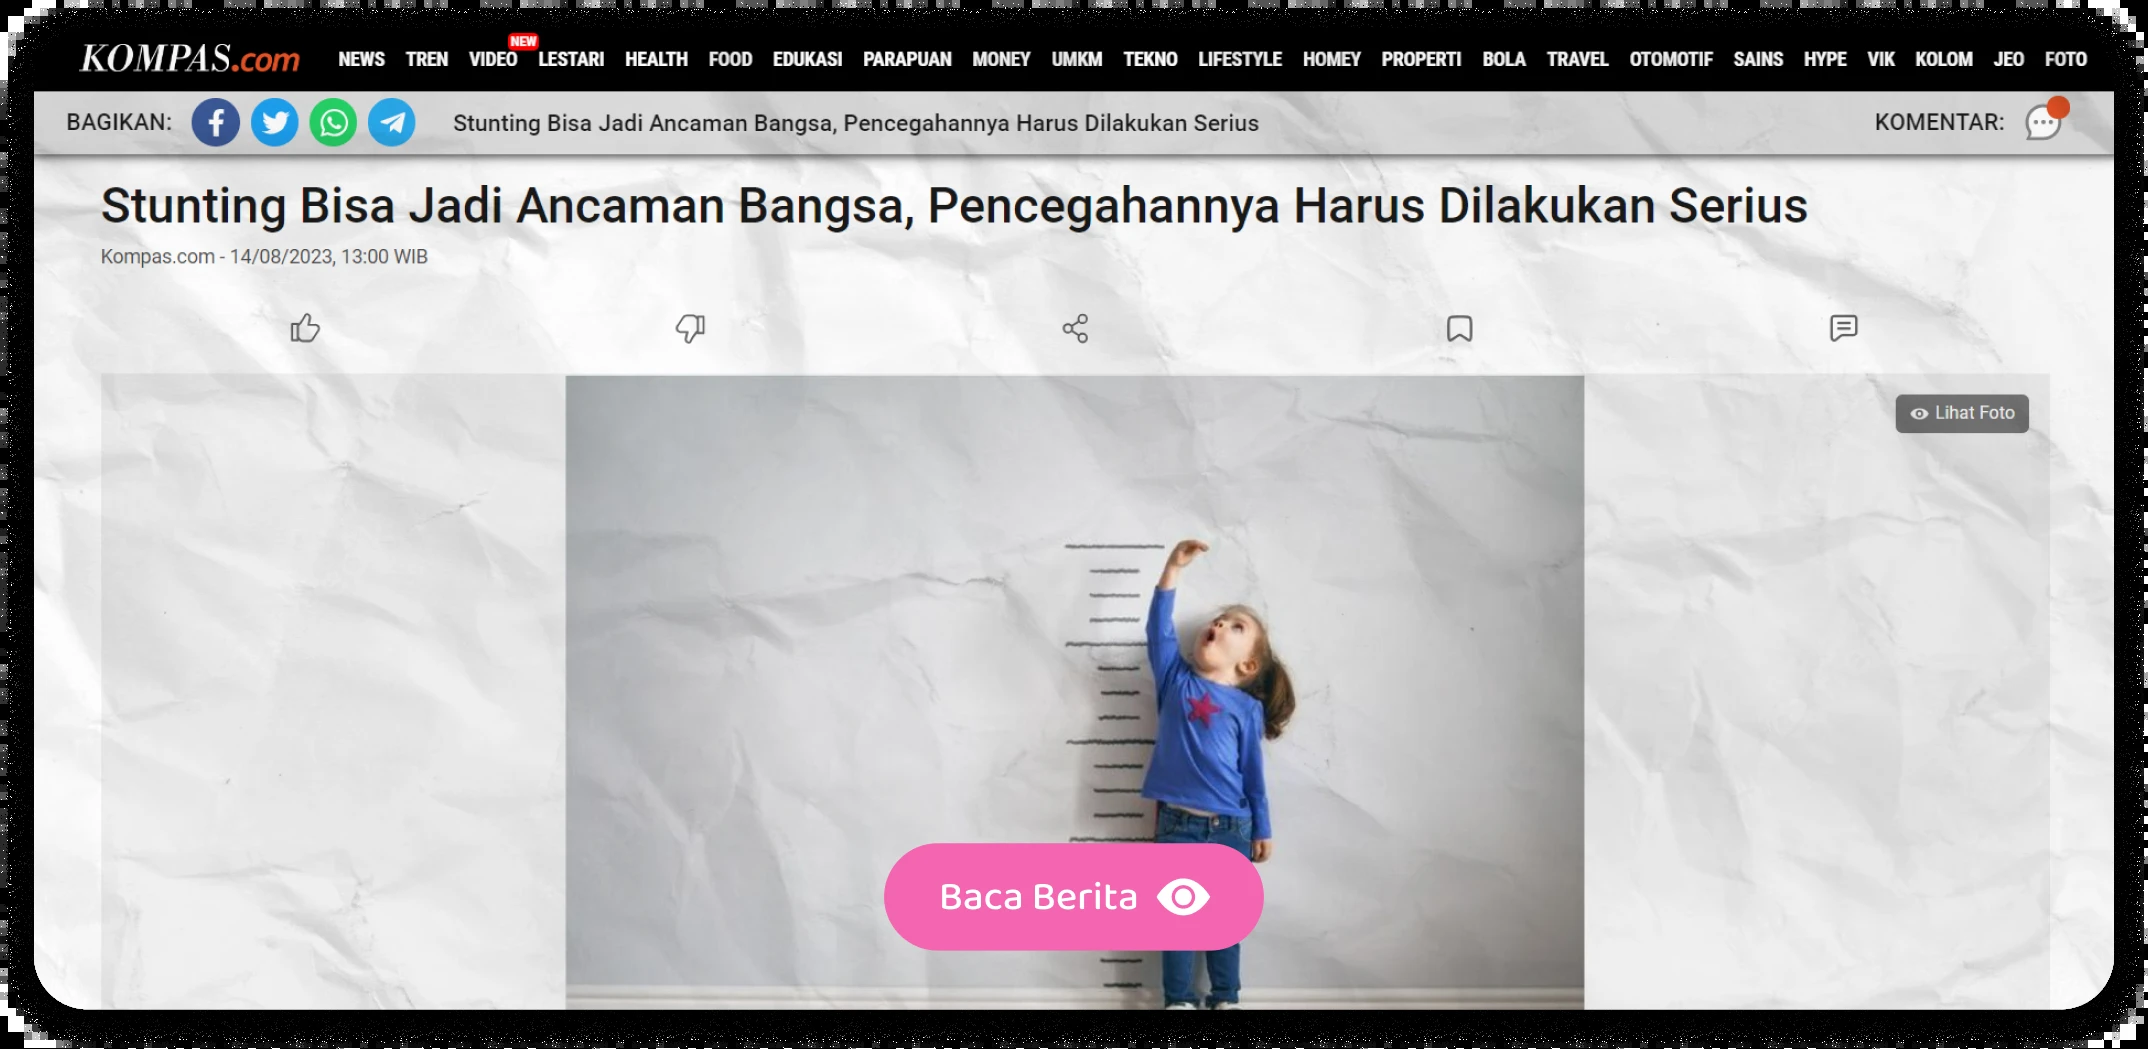 KOMPAS.com NEWS TREN VIDEO NEW LESTARI HEALTH FOOD EDUKASI PARAPUAN MONEY UMKM TEKNO LIFESTYLE HOMEY PROPERTI BOLA TRAVEL OTOMOTIF SAINS HYPE VIK KOLOM JEO FOTO
BAGIKAN: Stunting Bisa Jadi Ancaman Bangsa, Pencegahannya Harus Dilakukan Serius KOMENTAR:
Stunting Bisa Jadi Ancaman Bangsa, Pencegahannya Harus Dilakukan Serius
Kompas.com - 14/08/2023, 13:00 WIB
Lihat Foto
Baca Berita